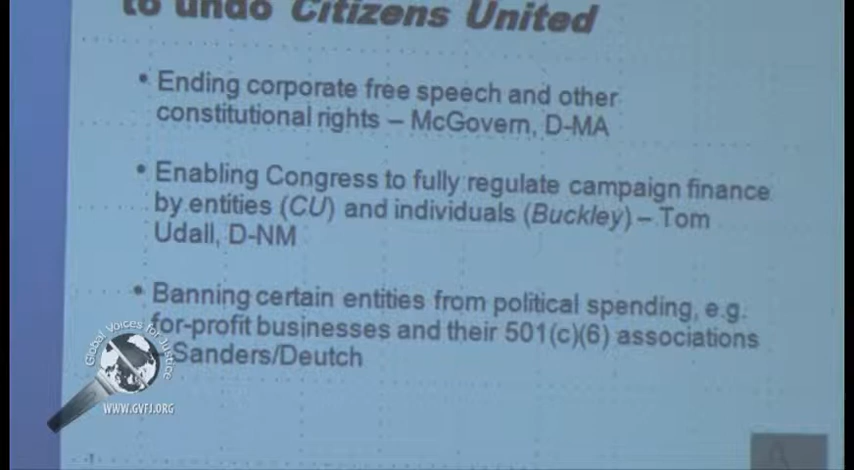 to undo Citizens United
• Ending corporate free speech and other
constitutional rights – McGovern, D-MA
• Enabling Congress to fully regulate campaign finance
by entities (CU) and individuals (Buckley) – Tom
Udall, D-NM
• Banning certain entities from political spending, e.g.
for-profit businesses and their 501(c)(6) associations
– Sanders/Deutch
Global Voices for Justice
WWW.GVFJ.ORG